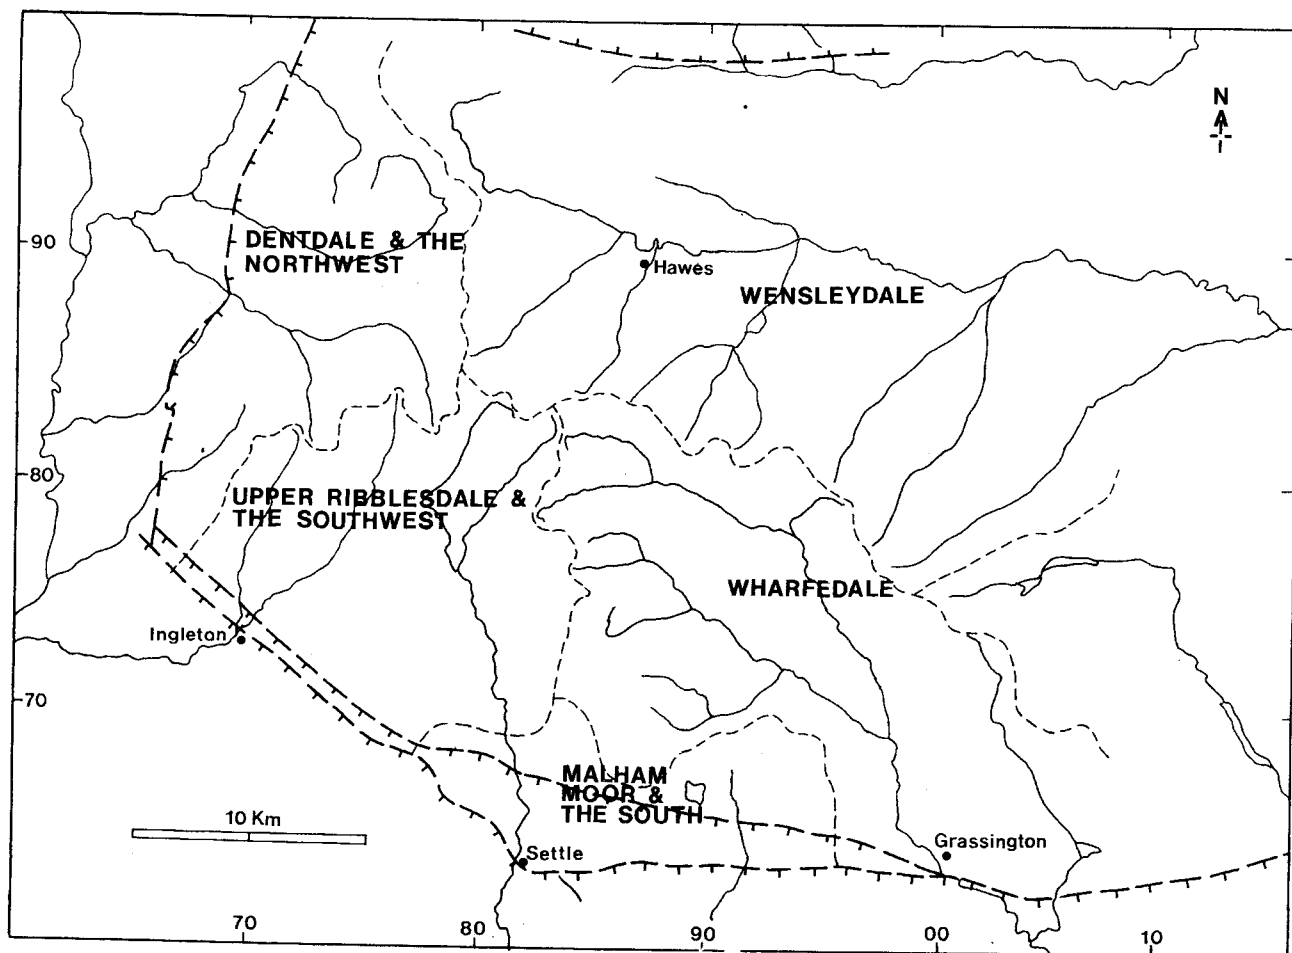 N
90
DENTDALE & THE
NORTHWEST
Hawes
WENSLEYDALE
80
UPPER RIBBLESDALE &
THE SOUTHWEST
WHARFEDALE
Ingleton
70
MALHAM
MOOR &
THE SOUTH
10 Km
Settle
Grassington
70
80
90
00
10